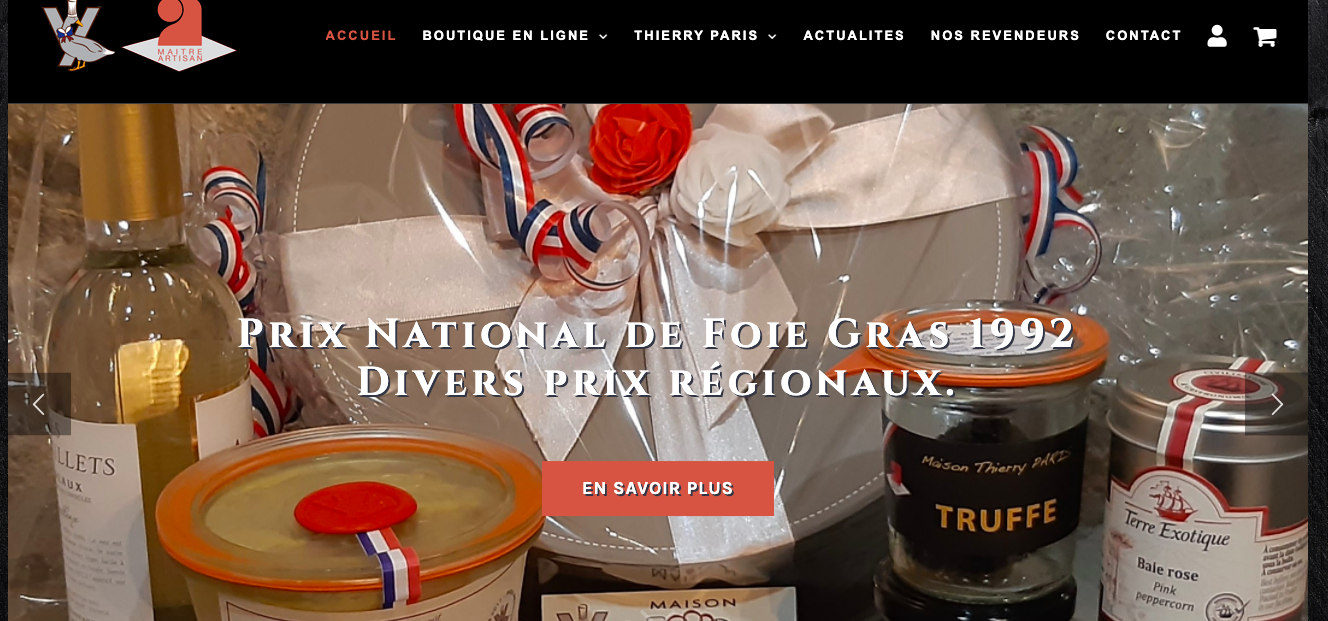 MAITRE
ARTISAN
ACCUEIL
BOUTIQUE EN LIGNE
THIERRY PARIS
ACTUALITES
NOS REVENDEURS
CONTACT
Prix National de Foie Gras 1992
Divers prix régionaux.
EN SAVOIR PLUS
LLETS
AUX
Maison Thierry PARIS
TRUFFE
Terre Exotique
Baie rose
Pink
peppercorn
MAISON